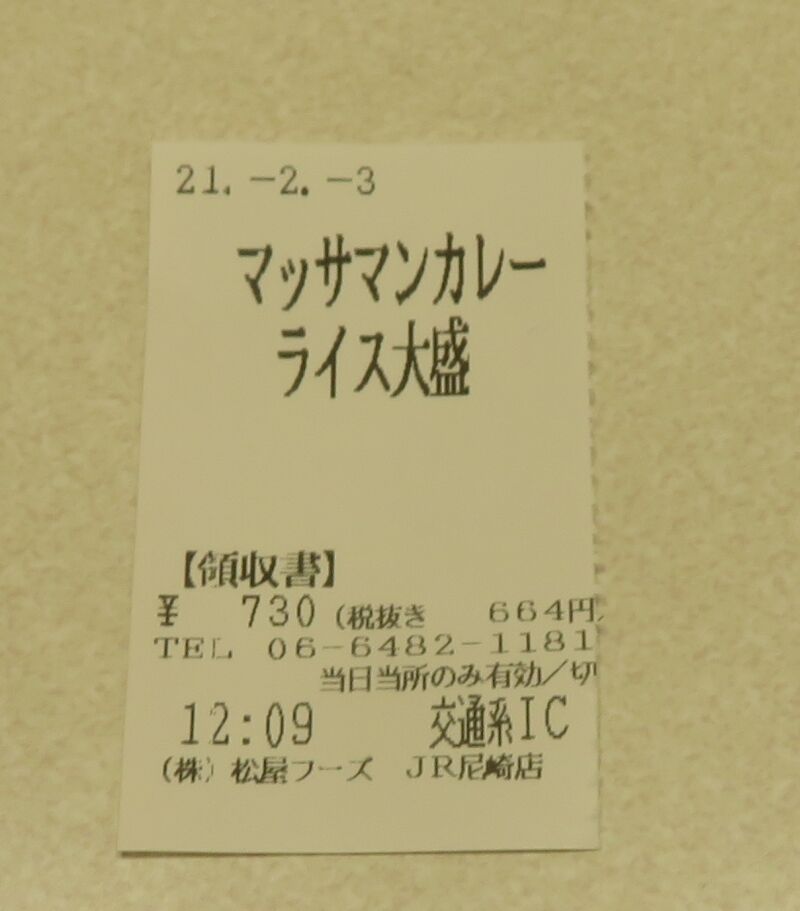 21.-2.-3
マッサマンカレー
ライス大盛
【領収書】
¥ 730 (税抜き 664円
TEL 06-6482-1181
当日当所のみ有効/切
12:09 交通系IC
(株) 松屋フーズ JR尼崎店